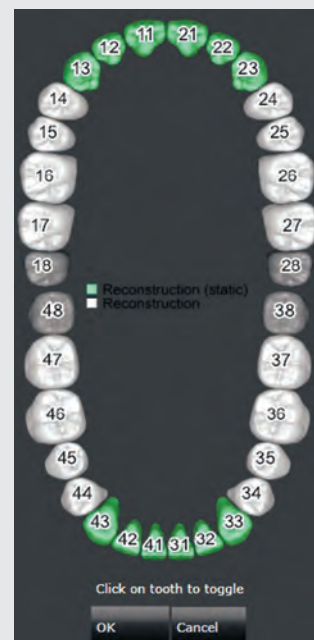 11 21
12 22
13 23
14 24
15 25
16 26
17 27
18 28
Reconstruction (static)
Reconstruction
48 38
47 37
46 36
45 35
44 34
43 33
42 41 31 32
Click on tooth to toggle
OK Cancel